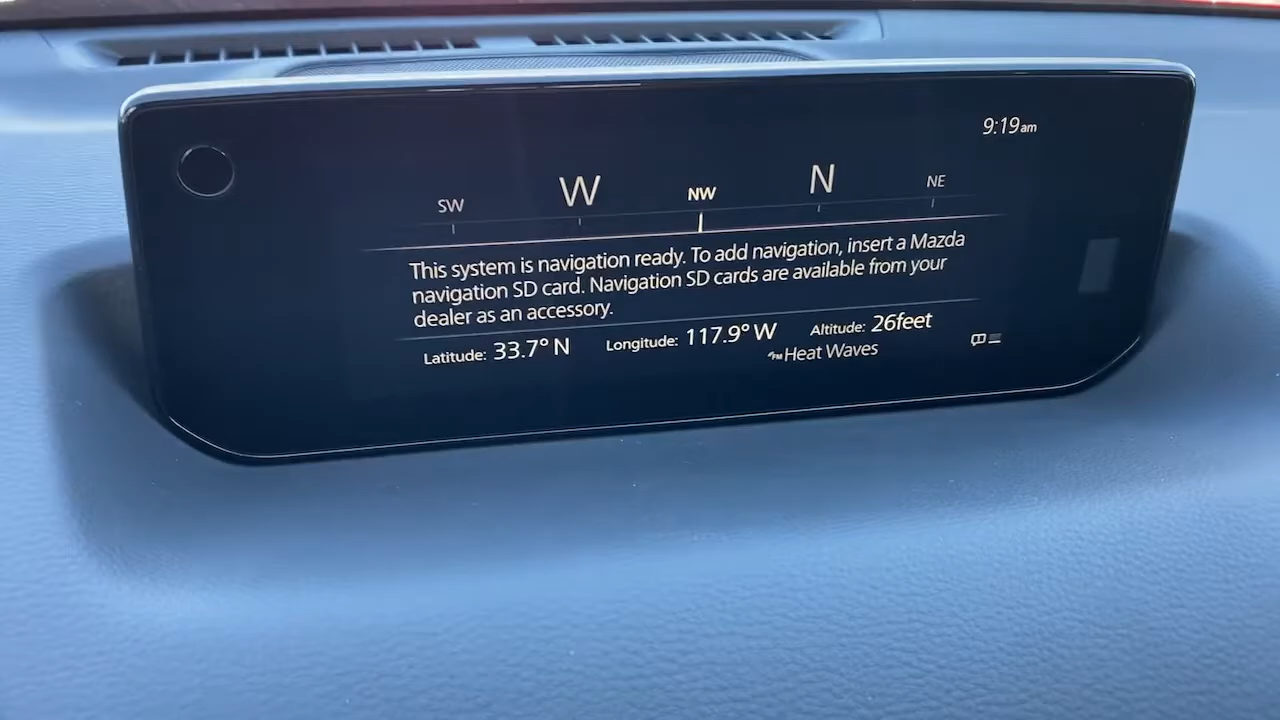 9:19am
SW W NW N NE
This system is navigation ready. To add navigation, insert a Mazda
navigation SD card. Navigation SD cards are available from your
dealer as an accessory.
Latitude: 33.7° N Longitude: 117.9° W Altitude: 26feet
Heat Waves